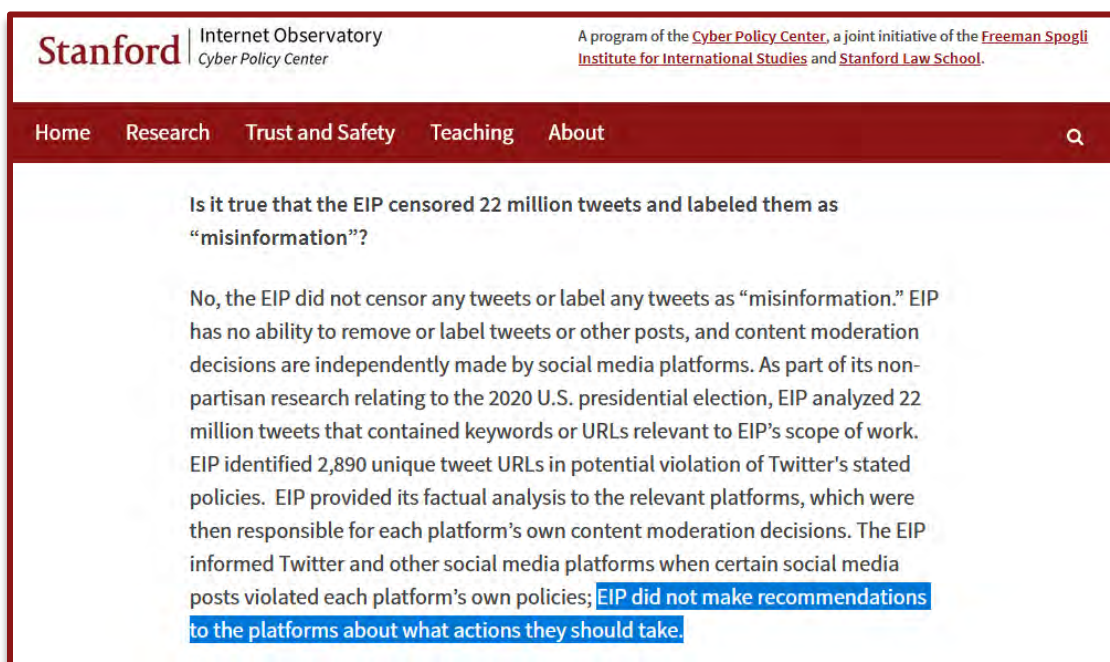 Stanford
Internet Observatory
Cyber Policy Center
A program of the Cyber Policy Center, a joint initiative of the Freeman Spogli
Institute for International Studies and Stanford Law School.
Home Research Trust and Safety Teaching About
Is it true that the EIP censored 22 million tweets and labeled them as
“misinformation”?
No, the EIP did not censor any tweets or label any tweets as “misinformation.” EIP
has no ability to remove or label tweets or other posts, and content moderation
decisions are independently made by social media platforms. As part of its non-
partisan research relating to the 2020 U.S. presidential election, EIP analyzed 22
million tweets that contained keywords or URLs relevant to EIP’s scope of work.
EIP identified 2,890 unique tweet URLs in potential violation of Twitter's stated
policies.  EIP provided its factual analysis to the relevant platforms, which were
then responsible for each platform’s own content moderation decisions. The EIP
informed Twitter and other social media platforms when certain social media
posts violated each platform’s own policies; EIP did not make recommendations
to the platforms about what actions they should take.